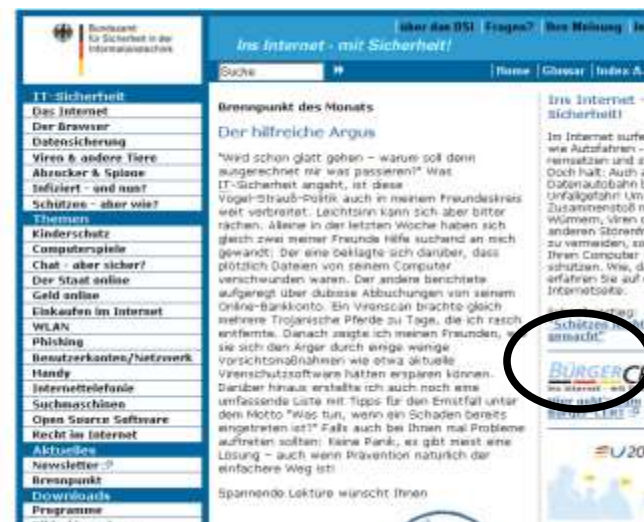 Bundesamt
für Sicherheit in der
Informationstechnik
über das BSI Fragen? Ihre Meinung
Ins Internet - mit Sicherheit!
Suche
Home Glossar Index A
IT-Sicherheit
Das Internet
Der Browser
Datensicherung
Viren & andere Tiere
Abzocker & Spione
Infiziert - und nun?
Schützen - aber wie?
Themen
Kinderschutz
Computerspiele
Chat - aber sicher?
Der Staat online
Geld online
Einkaufen im Internet
WLAN
Phishing
Benutzerkonten/Netzwerk
Handy
Internettelefonie
Suchmaschinen
Open Source Software
Recht im Internet
Aktuelles
Newsletter
Brennpunkt
Downloads
Programme
Brennpunkt des Monats
Der hilfreiche Argus
"Wird schon glatt gehen – warum soll denn
ausgerechnet mir was passieren?" Was
IT-Sicherheit angeht, ist diese
Vogel-Strauß-Politik auch in meinem Freundeskreis
weit verbreitet. Leichtsinn kann sich aber bitter
rächen. Alleine in der letzten Woche haben sich
gleich zwei meiner Freunde Hilfe suchend an mich
gewandt: Der eine beklagte sich darüber, dass
plötzlich Dateien von seinem Computer
verschwunden waren. Der andere berichtete
aufgeregt über dubiose Abbuchungen von seinem
Online-Bankkonto. Ein Virenscan brachte gleich
mehrere Trojanische Pferde zu Tage, die ich rasch
entfernte. Danach zeigte ich meinen Freunden,
sie sich den Ärger durch einige wenige
Vorsichtsmaßnahmen wie etwa aktuelle
Virenschutzsoftware hätten ersparen können.
Darüber hinaus erstellte ich auch noch eine
umfassende Liste mit Tipps für den Ernstfall unter
dem Motto "Was tun, wenn ein Schaden bereits
eingetreten ist?" Falls auch bei Ihnen mal Probleme
auftreten sollten: Keine Panik, es gibt meist eine
Lösung – auch wenn Prävention natürlich der
einfachere Weg ist!
Spannende Lektüre wünscht Ihnen
Ins Internet -
Sicherheit!
Im Internet surfe
wie Autofahren -
reinsetzen und
Doch halt: Auch a
Datenautobahn b
Unfallgefahr! Um
Zusammenstoß
Würmern, Viren
anderen Störenfr
zu vermeiden, so
Ihren Computer
schützen. Wie, da
erfahren Sie auf
Internetseite.
"Schützen
gemacht"
BÜRGERCE
ins internet - mit
EU20